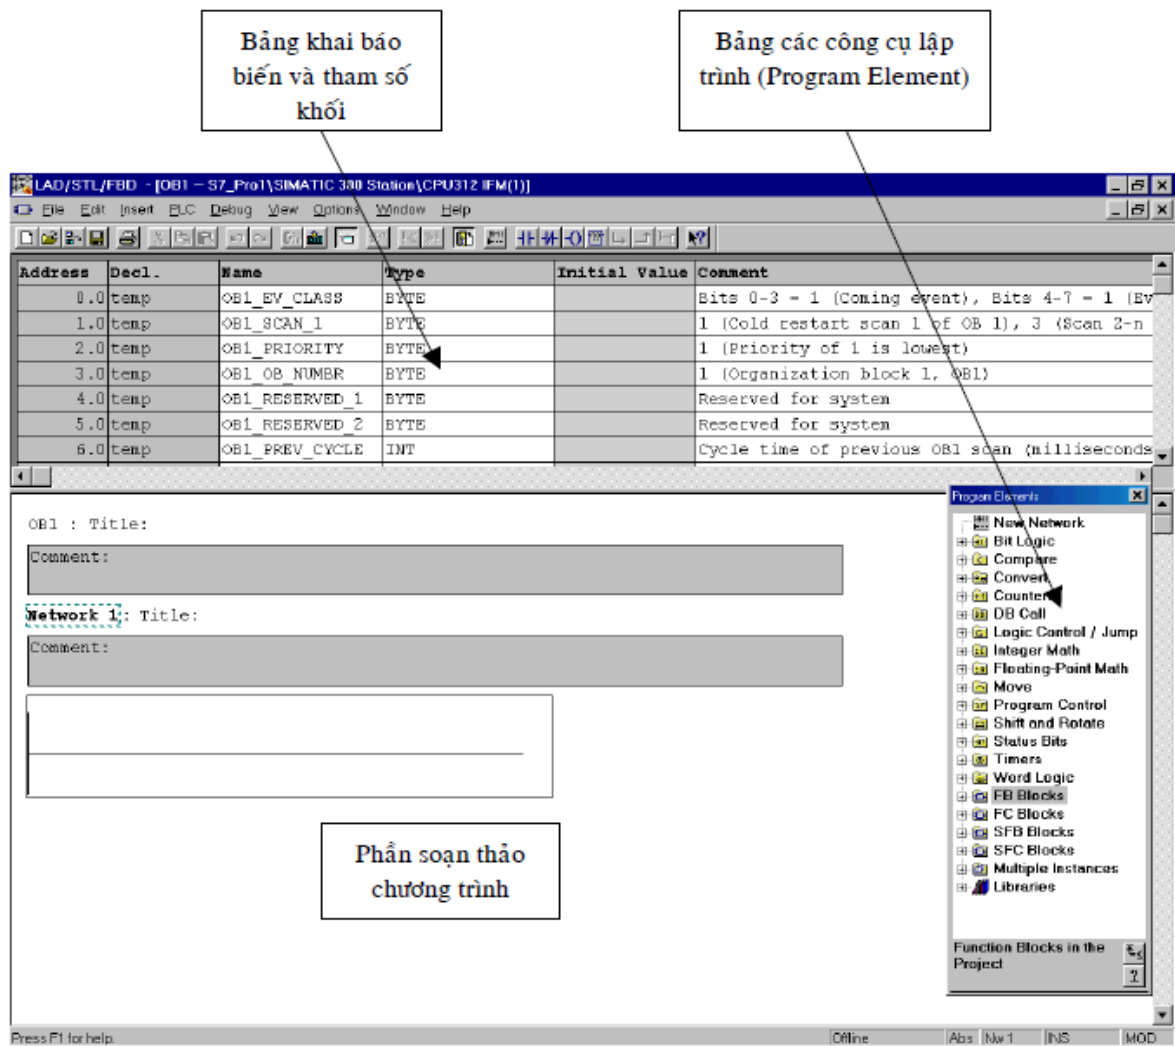 Bảng khai báo
biến và tham số
khối
Bảng các công cụ lập
trình (Program Element)
LAD/STL/FBD - [OB1 -- S7_Pro1\SIMATIC 300 Station\CPU312 IFM(1)]
File Edit Insert PLC Debug View Options Window Help
Address Decl. Name Type Initial Value Comment
0.0 temp OB1_EV_CLASS BYTE Bits 0-3 = 1 (Coming event), Bits 4-7 = 1 (Ev
1.0 temp OB1_SCAN_1 BYTE 1 (Cold restart scan 1 of OB 1), 3 (Scan 2-n
2.0 temp OB1_PRIORITY BYTE 1 (Priority of 1 is lowest)
3.0 temp OB1_OB_NUMBR BYTE 1 (Organization block 1, OB1)
4.0 temp OB1_RESERVED_1 BYTE Reserved for system
5.0 temp OB1_RESERVED_2 BYTE Reserved for system
6.0 temp OB1_PREV_CYCLE INT Cycle time of previous OB1 scan (milliseconds
OB1 : Title:
Comment:
Network 1: Title:
Comment:
Phần soạn thảo
chương trình
Program Elements
New Network
Bit Logic
Compare
Convert
Counter
DB Call
Logic Control / Jump
Integer Math
Floating-Point Math
Move
Program Control
Shift and Rotate
Status Bits
Timers
Word Logic
FB Blocks
FC Blocks
SFB Blocks
SFC Blocks
Multiple Instances
Libraries
Function Blocks in the
Project
Press F1 for help. Offline Abs Nw 1 INS MOD